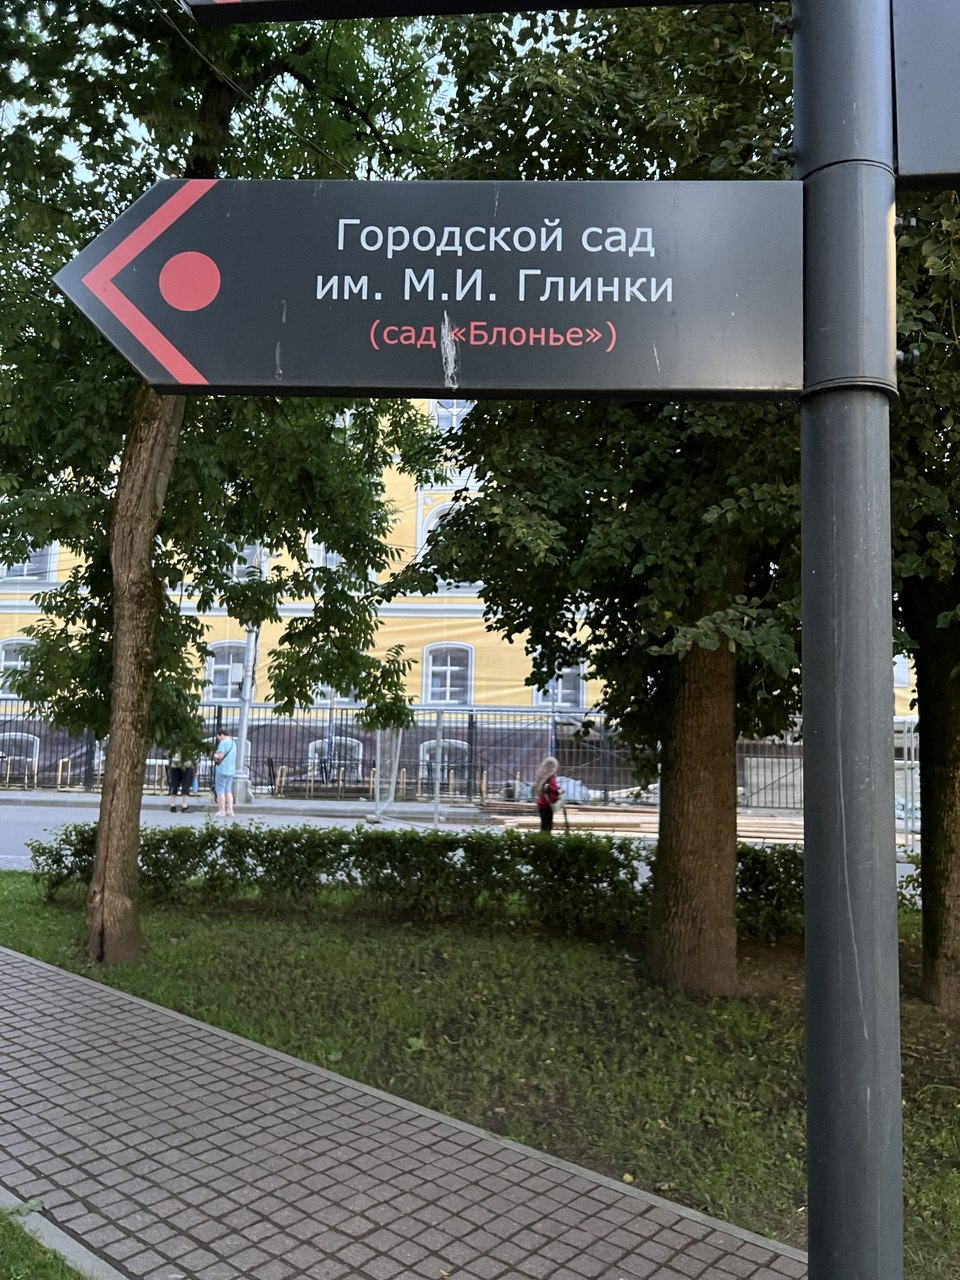 Городской сад
им. М.И. Глинки
(сад «Блонье»)